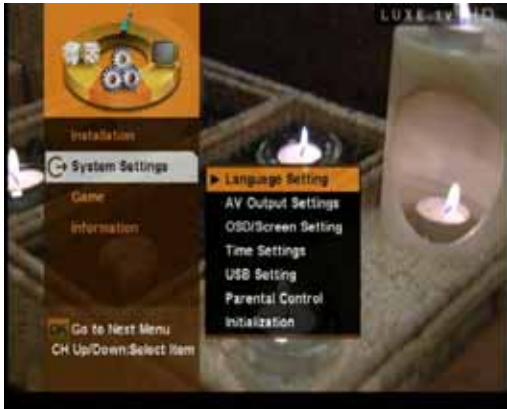 LUXE TV HD
Installation
System Settings
Game
Information
Language Setting
AV Output Settings
OSD/Screen Setting
Time Settings
USB Setting
Parental Control
Initialization
OK Go to Next Menu
CH Up/Down:Select Item